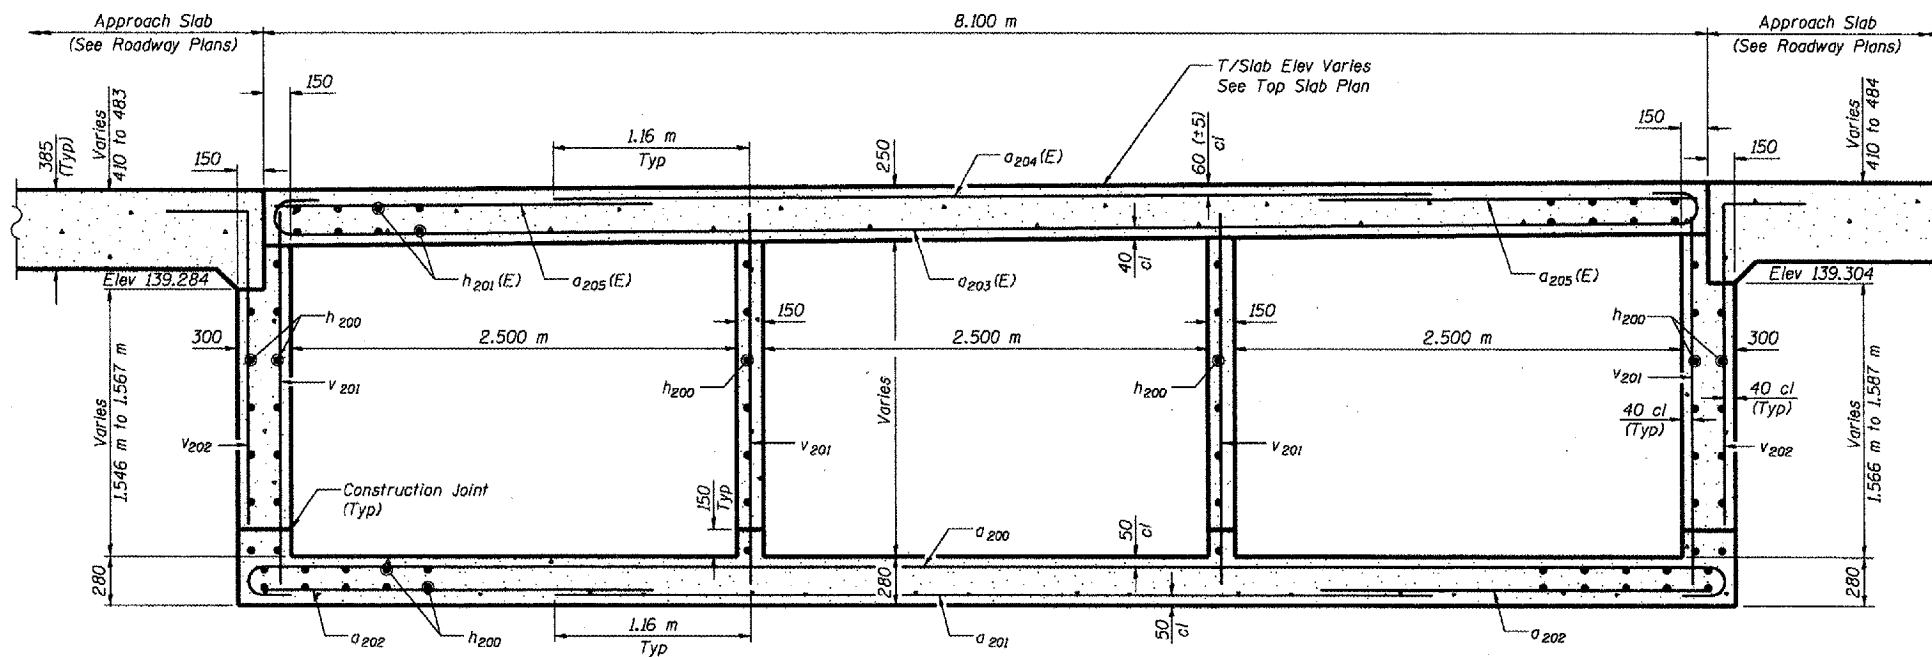 Approach Slab
(See Roadway Plans)
8.100 m
Approach Slab
(See Roadway Plans)
T/Slab Elev Varies
See Top Slab Plan
150
385
(Typ)
Varies
410 to 483
150
1.16 m
Typ
250
a204(E)
60 (±5)
cl
150
Varies
410 to 484
150
Elev 139.284
h201(E)
a205(E)
a203(E)
40
cl
a205(E)
Elev 139.304
h200
300
2.500 m
150
2.500 m
150
2.500 m
h200
300
v201
h200
h200
v201
40 cl
(Typ)
40 cl
(Typ)
Varies
1.546 m to 1.567 m
v202
v201
Varies
v201
v202
Varies
1.566 m to 1.587 m
Construction Joint
(Typ)
150
Typ
a200
50
cl
280
280
280
a202
h200
1.16 m
Typ
a201
50
cl
a202